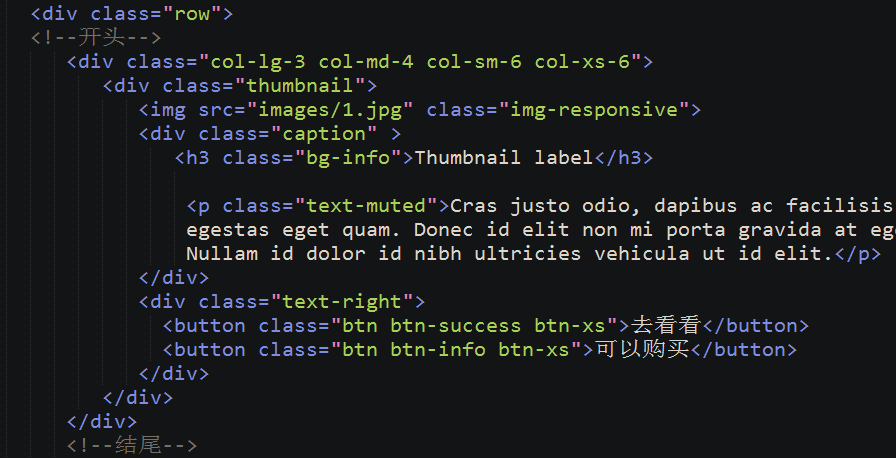 <div class="row">
<!--开头-->
<div class="col-lg-3 col-md-4 col-sm-6 col-xs-6">
<div class="thumbnail">
<img src="images/1.jpg" class="img-responsive">
<div class="caption" >
<h3 class="bg-info">Thumbnail label</h3>
<p class="text-muted">Cras justo odio, dapibus ac facilisis
egestas eget quam. Donec id elit non mi porta gravida at ege
Nullam id dolor id nibh ultricies vehicula ut id elit.</p>
</div>
<div class="text-right">
<button class="btn btn-success btn-xs">去看看</button>
<button class="btn btn-info btn-xs">可以购买</button>
</div>
</div>
</div>
<!--结尾-->